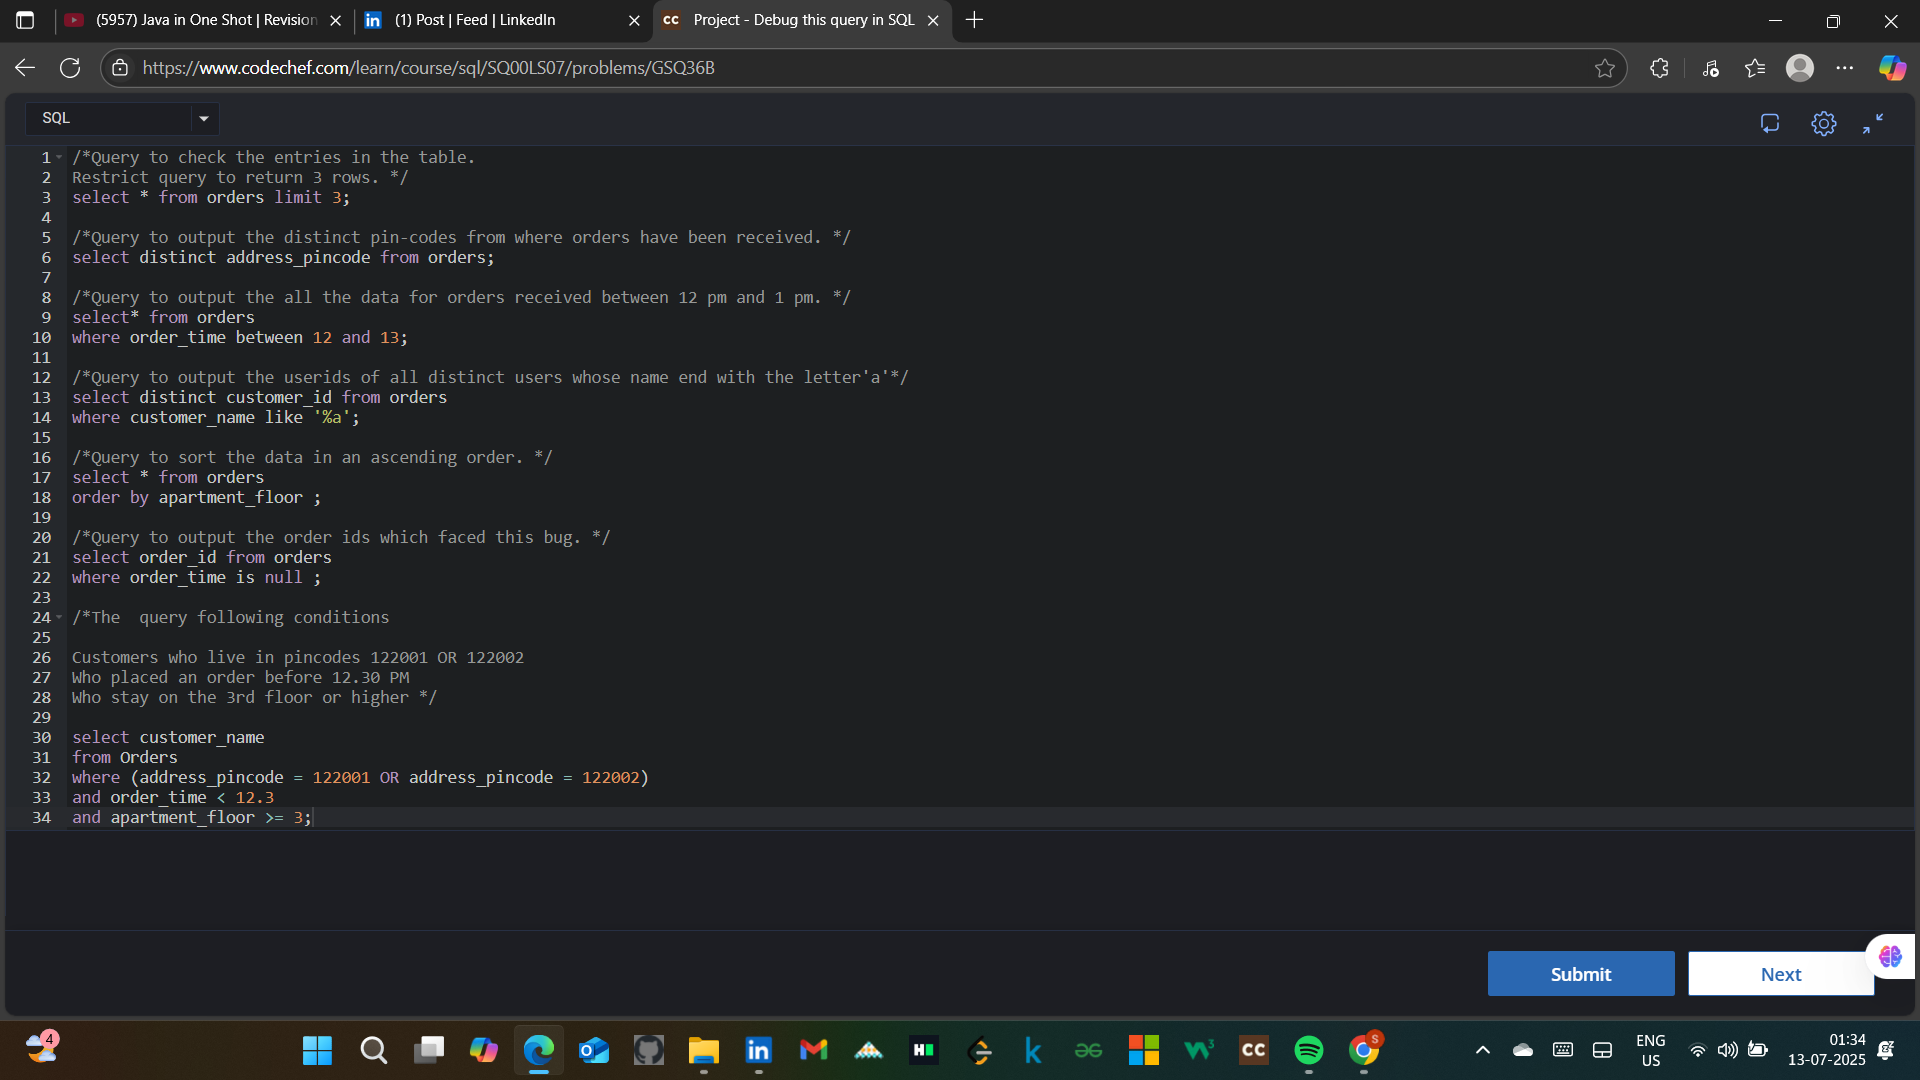 (5957) Java in One Shot | Revision
(1) Post | Feed | LinkedIn
Project - Debug this query in SQL
https://www.codechef.com/learn/course/sql/SQ00LS07/problems/GSQ36B
SQL
1 /*Query to check the entries in the table.
2 Restrict query to return 3 rows. */
3 select * from orders limit 3;
4
5 /*Query to output the distinct pin-codes from where orders have been received. */
6 select distinct address_pincode from orders;
7
8 /*Query to output the all the data for orders received between 12 pm and 1 pm. */
9 select* from orders
10 where order_time between 12 and 13;
11
12 /*Query to output the userids of all distinct users whose name end with the letter'a'*/
13 select distinct customer_id from orders
14 where customer_name like '%a';
15
16 /*Query to sort the data in an ascending order. */
17 select * from orders
18 order by apartment_floor ;
19
20 /*Query to output the order ids which faced this bug. */
21 select order_id from orders
22 where order_time is null ;
23
24 /*The  query following conditions
25
26 Customers who live in pincodes 122001 OR 122002
27 Who placed an order before 12.30 PM
28 Who stay on the 3rd floor or higher */
29
30 select customer_name
31 from Orders
32 where (address_pincode = 122001 OR address_pincode = 122002)
33 and order_time < 12.3
34 and apartment_floor >= 3;
Submit
Next
4
ENG
US
01:34
13-07-2025